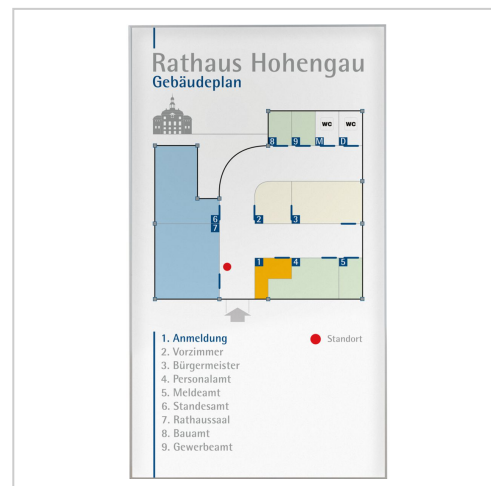 Rathaus Hohengau
Gebäudeplan
WC WC
8 9 M D
6 2 3
7
1 4 5
1. Anmeldung
Standort
2. Vorzimmer
3. Bürgermeister
4. Personalamt
5. Meldeamt
6. Standesamt
7. Rathaussaal
8. Bauamt
9. Gewerbeamt